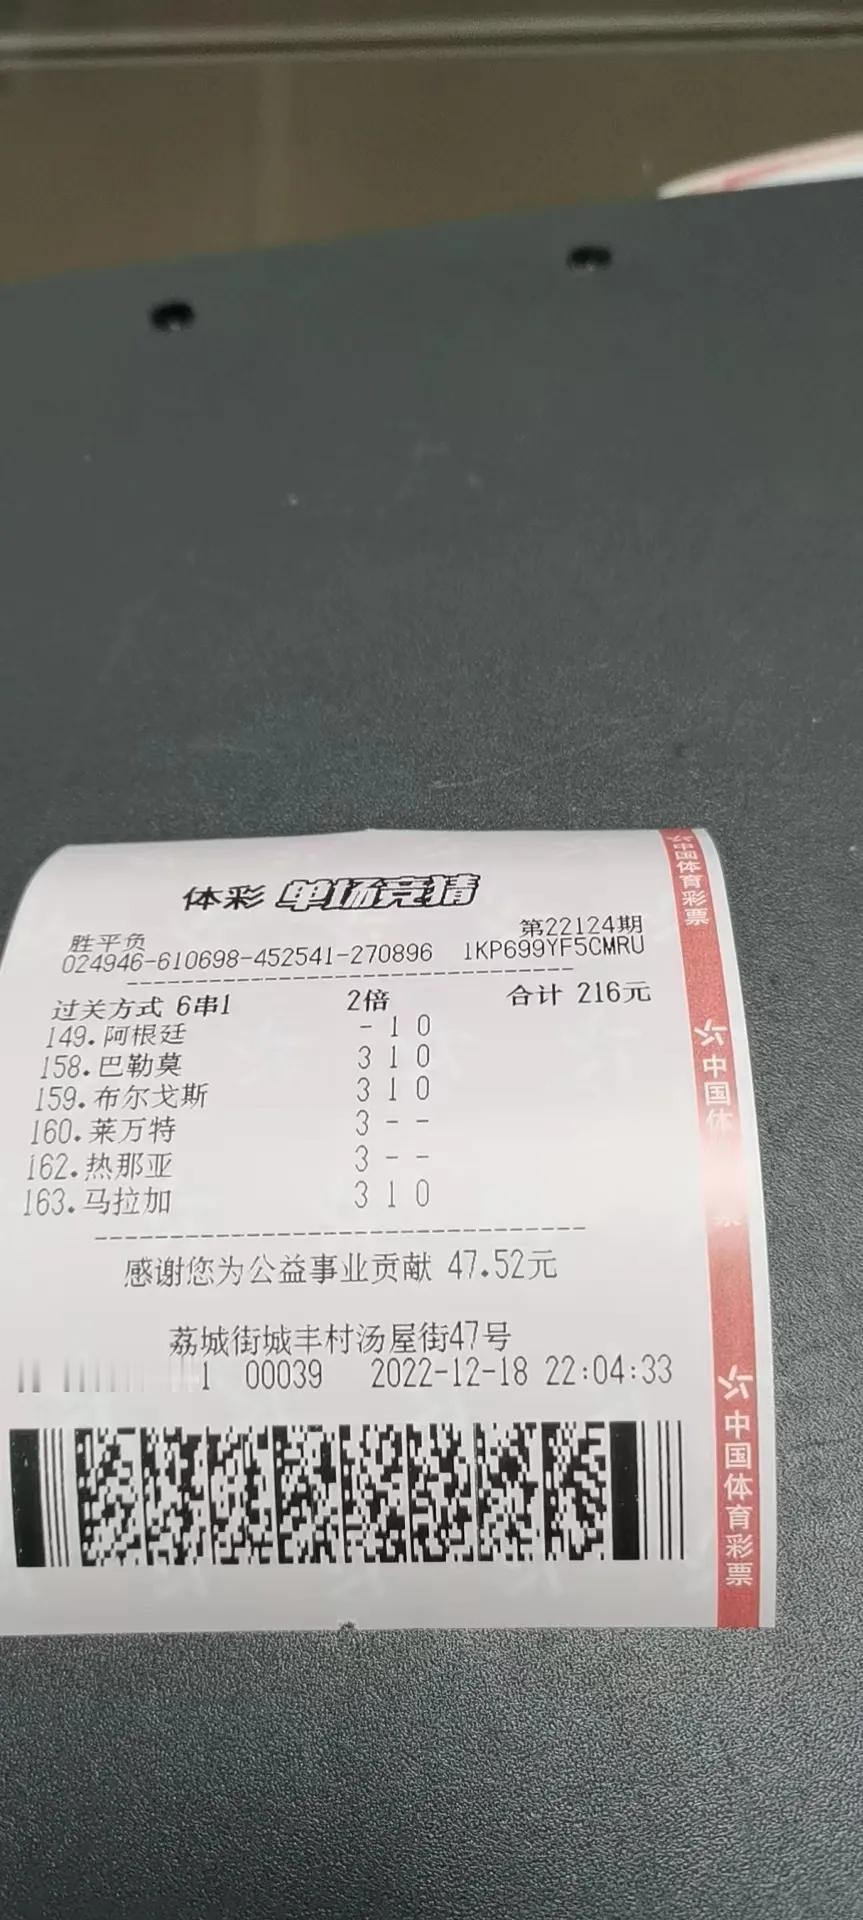 体彩 单场竞猜
胜平负 第22124期
024946-610698-452541-270896 1KP699YF5CMRU
过关方式 6串1 2倍 合计 216元
149.阿根廷 - 1 0
158.巴勒莫 3 1 0
159.布尔戈斯 3 1 0
160.莱万特 3 - -
162.热那亚 3 - -
163.马拉加 3 1 0
感谢您为公益事业贡献 47.52元
荔城街城丰村汤屋街47号
1 00039 2022-12-18 22:04:33
中国体育彩票
中国体
中国体育彩票